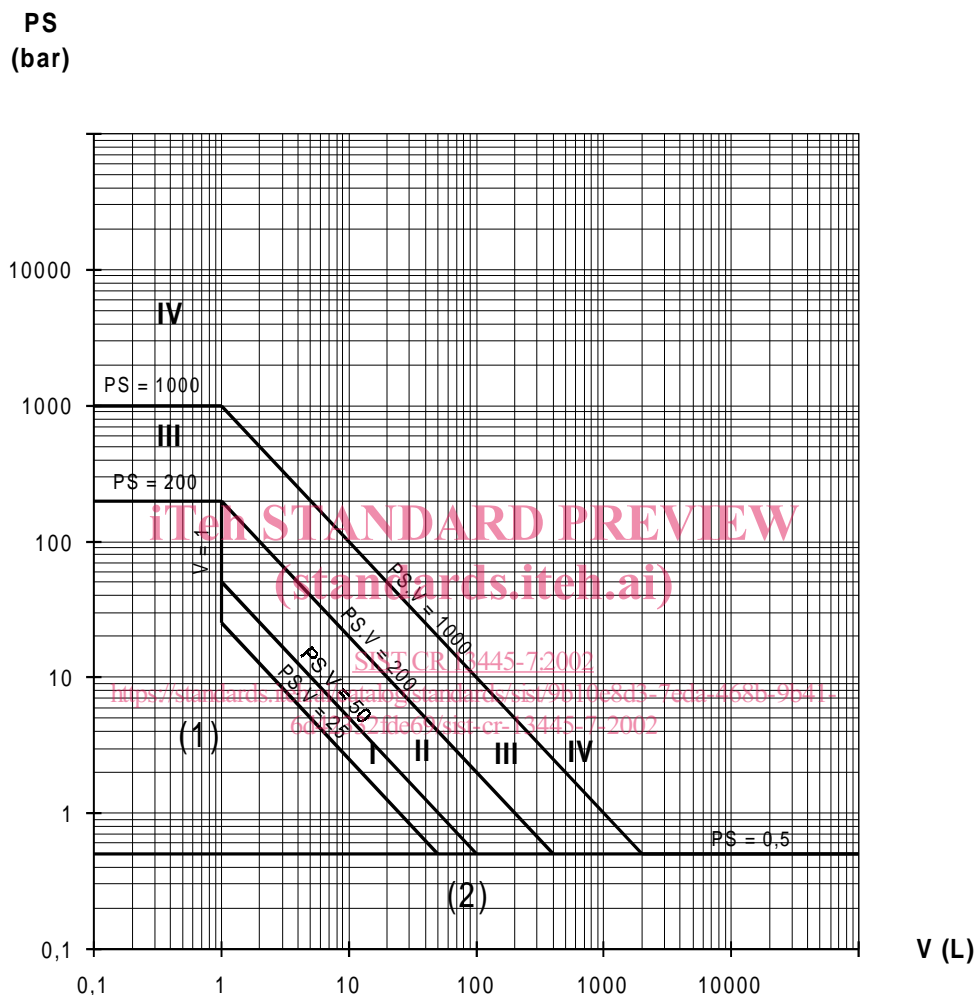 PS
(bar)
10000
IV
PS = 1000
1000
III
PS = 200
iTeh STANDARD PREVIEW
100
V = 1
(standards.iteh.ai)
PS.V = 1000
PS.V = 200
SIST CR 13445-7:2002
10
PS.V = 50
PS.V = 25
(1)
I
II
III
IV
1
PS = 0,5
(2)
0,1
V (L)
0,1 1 10 100 1000 10000